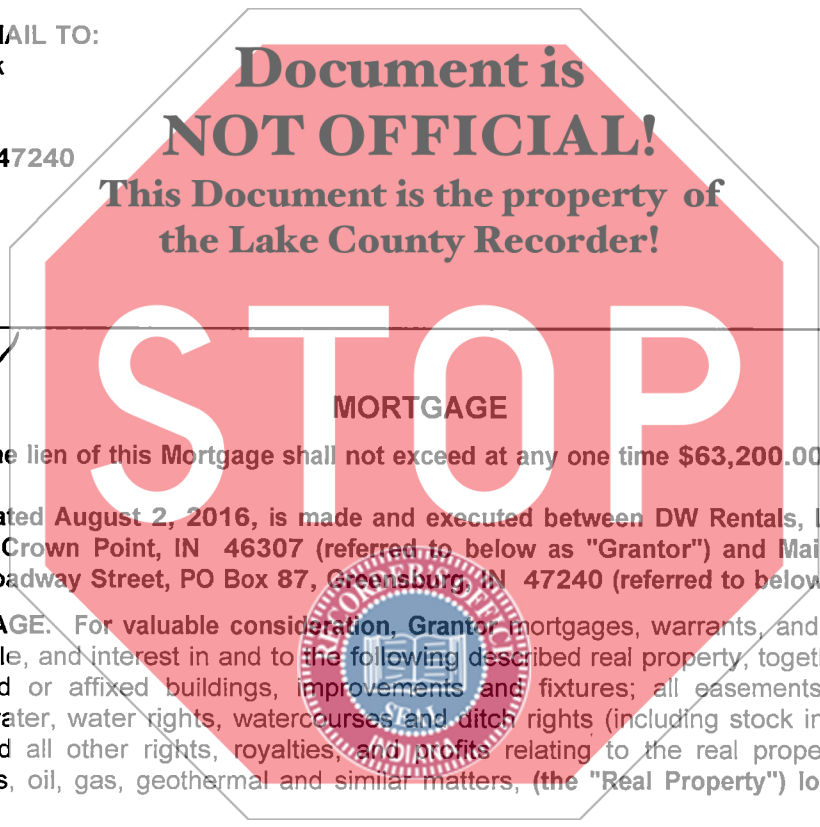 AIL TO:
k
47240
Document is
NOT OFFICIAL!
This Document is the property of
the Lake County Recorder!
STOP
MORTGAGE
e lien of this Mortgage shall not exceed at any one time $63,200.00
ated August 2, 2016, is made and executed between DW Rentals, L
Crown Point, IN 46307 (referred to below as "Grantor") and Mai
oadway Street, PO Box 87, Greensburg, IN 47240 (referred to below
AGE. For valuable consideration, Grantor mortgages, warrants, and
le, and interest in and to the following described real property, toget
d or affixed buildings, improvements and fixtures; all easements
ater, water rights, watercourses and ditch rights (including stock in
d all other rights, royalties, and profits relating to the real prope
s, oil, gas, geothermal and similar matters, (the "Real Property") lo
RECORDER'S OFFICE
SEAL